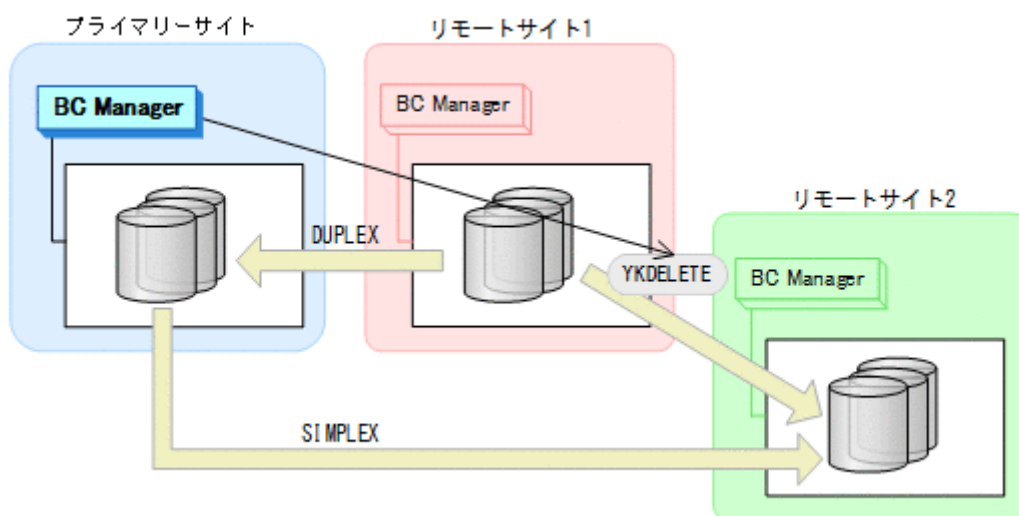 プライマリーサイト
リモートサイト1
BC Manager
BC Manager
リモートサイト2
DUPLEX
YKDELETE
BC Manager
SIMPLEX